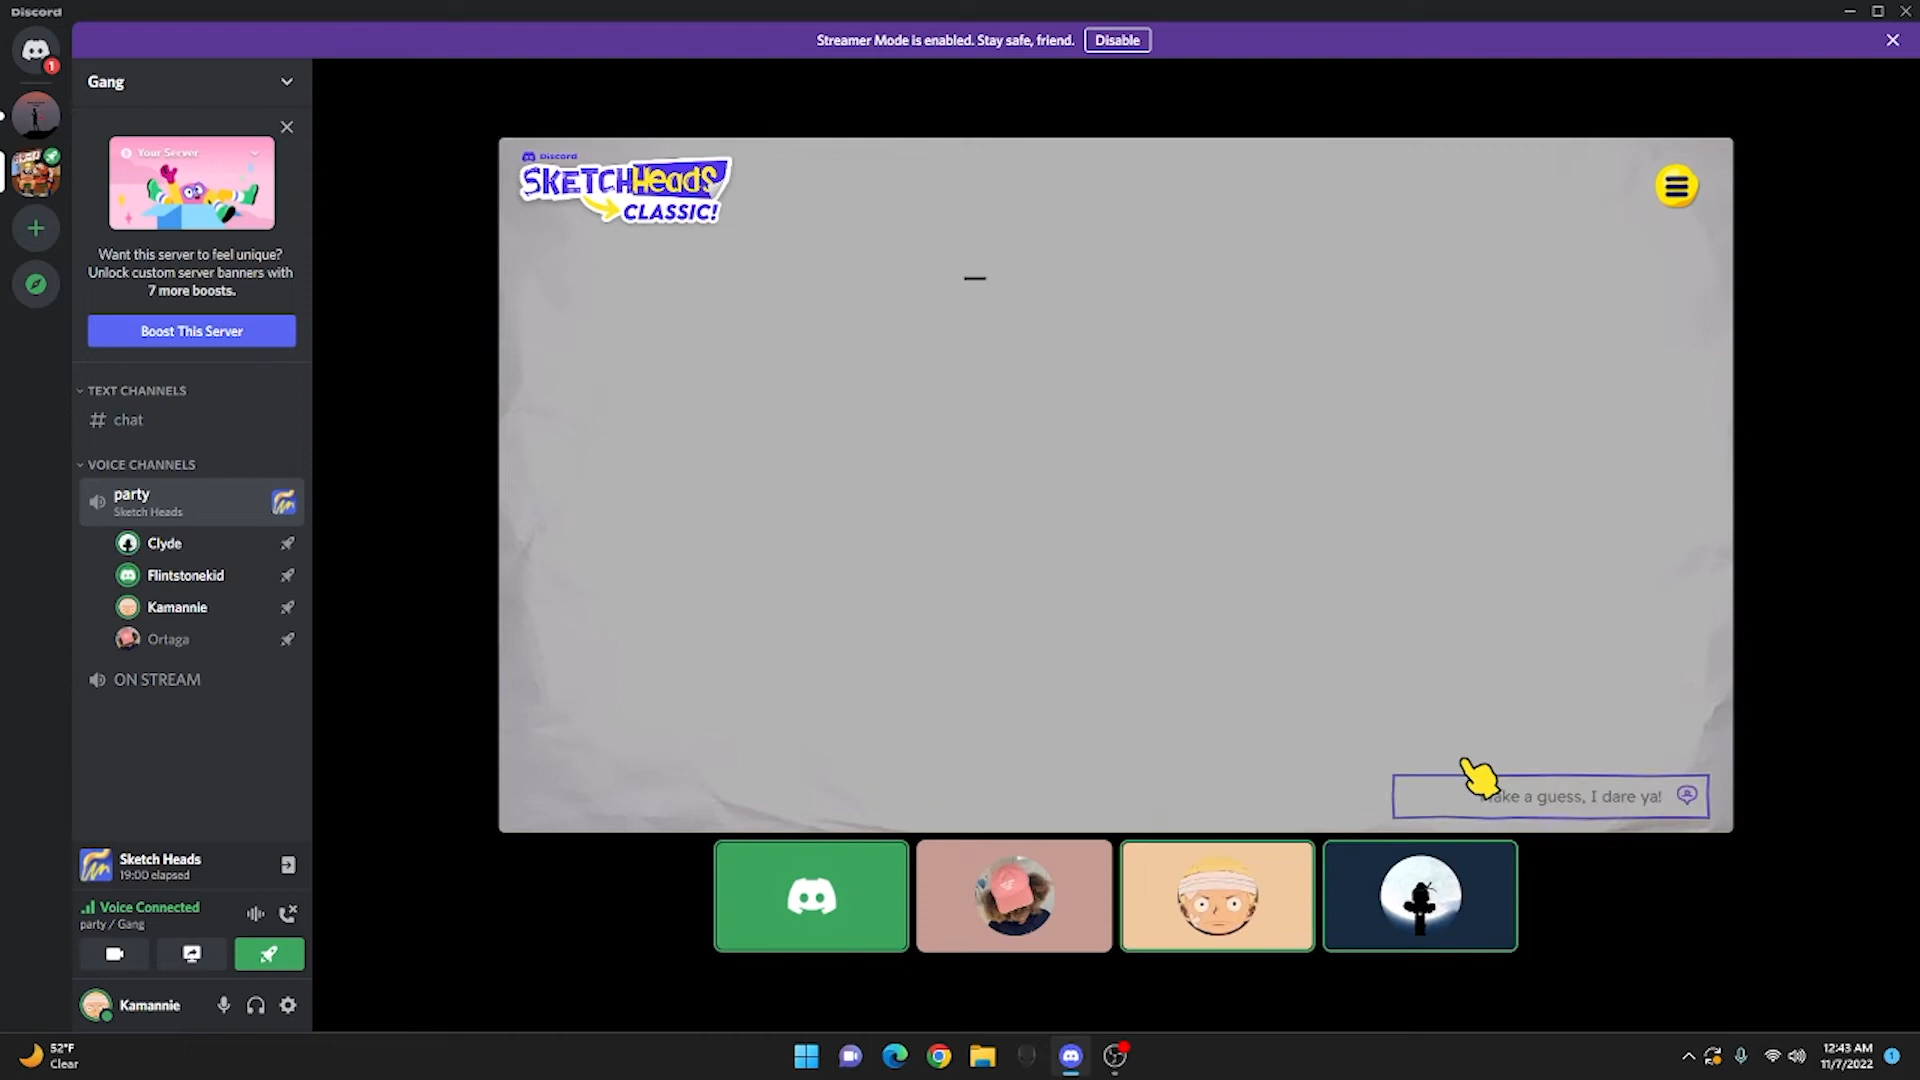 Discord
Streamer Mode is enabled. Stay safe, friend.
Disable
1
Gang
Your Server
Want this server to feel unique?
Unlock custom server banners with
7 more boosts.
Boost This Server
TEXT CHANNELS
chat
VOICE CHANNELS
party
Sketch Heads
Clyde
Flintstonekid
Kamannie
Ortaga
ON STREAM
Discord
SKETCHHeadS
CLASSIC!
a guess, I dare ya!
Sketch Heads
19:00 elapsed
Voice Connected
party / Gang
Kamannie
52°F
Clear
12:43 AM
11/7/2022
1